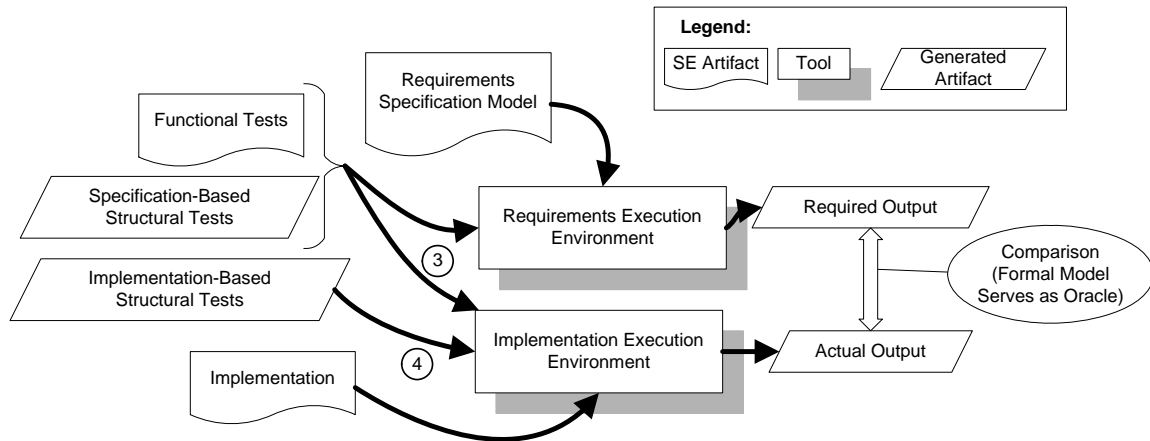 Legend:
SE Artifact
Tool
Generated
Artifact
Requirements
Specification Model
Functional Tests
Specification-Based
Structural Tests
Requirements Execution
Environment
Required Output
3
Comparison
(Formal Model
Serves as Oracle)
Implementation-Based
Structural Tests
Implementation Execution
Environment
Actual Output
4
Implementation